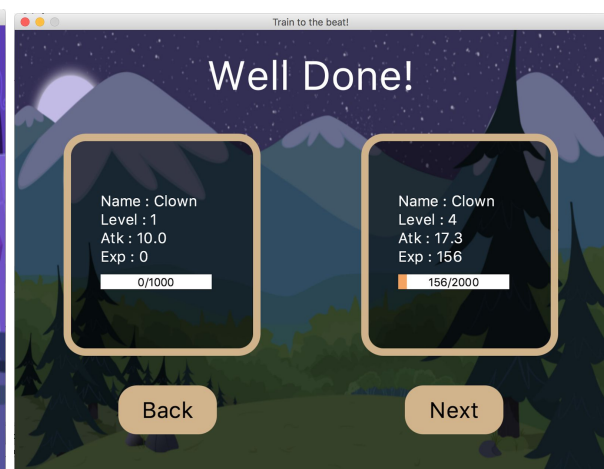 Train to the beat!
Well Done!
Name : Clown
Level : 1
Atk : 10.0
Exp : 0
0/1000
Name : Clown
Level : 4
Atk : 17.3
Exp : 156
156/2000
Back
Next